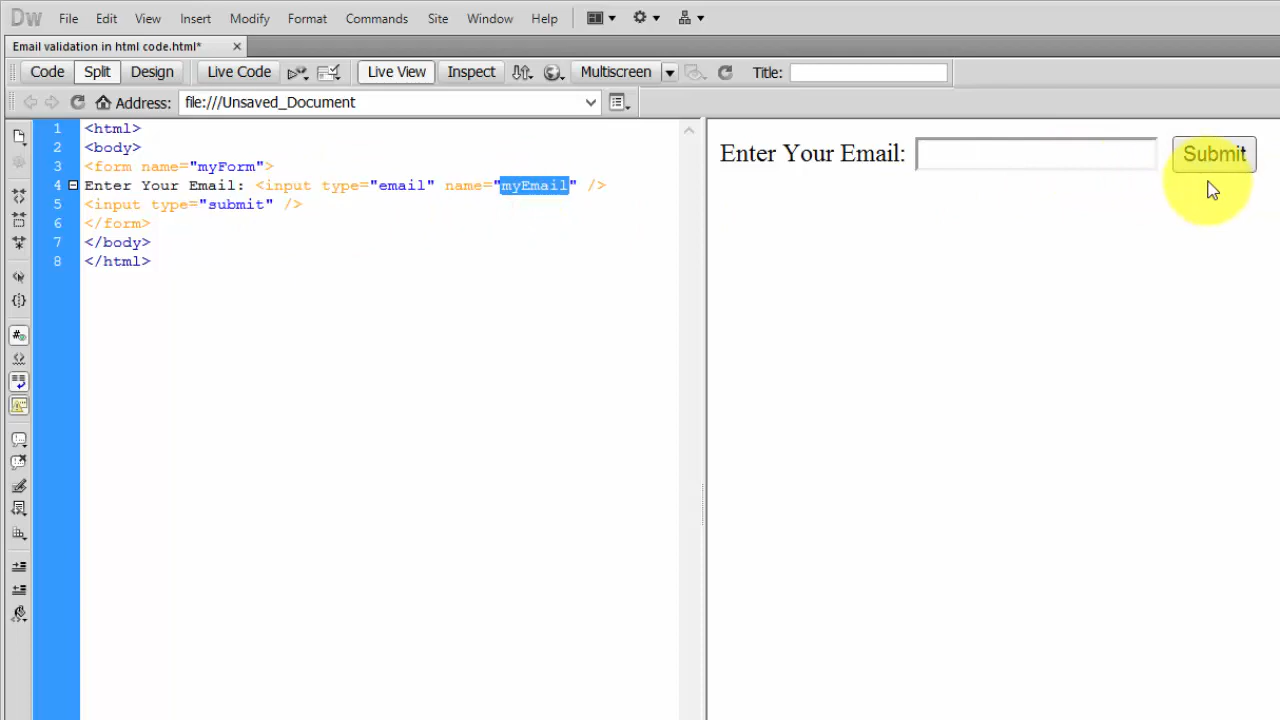 Dw File Edit View Insert Modify Format Commands Site Window Help
Email validation in html code.html* ×
Code Split Design Live Code Live View Inspect Multiscreen Title:
Address: file:///Unsaved_Document
1 <html>
2 <body>
3 <form name="myForm">
4 Enter Your Email: <input type="email" name="myEmail" />
5 <input type="submit" />
6 </form>
7 </body>
8 </html>
Enter Your Email: Submit